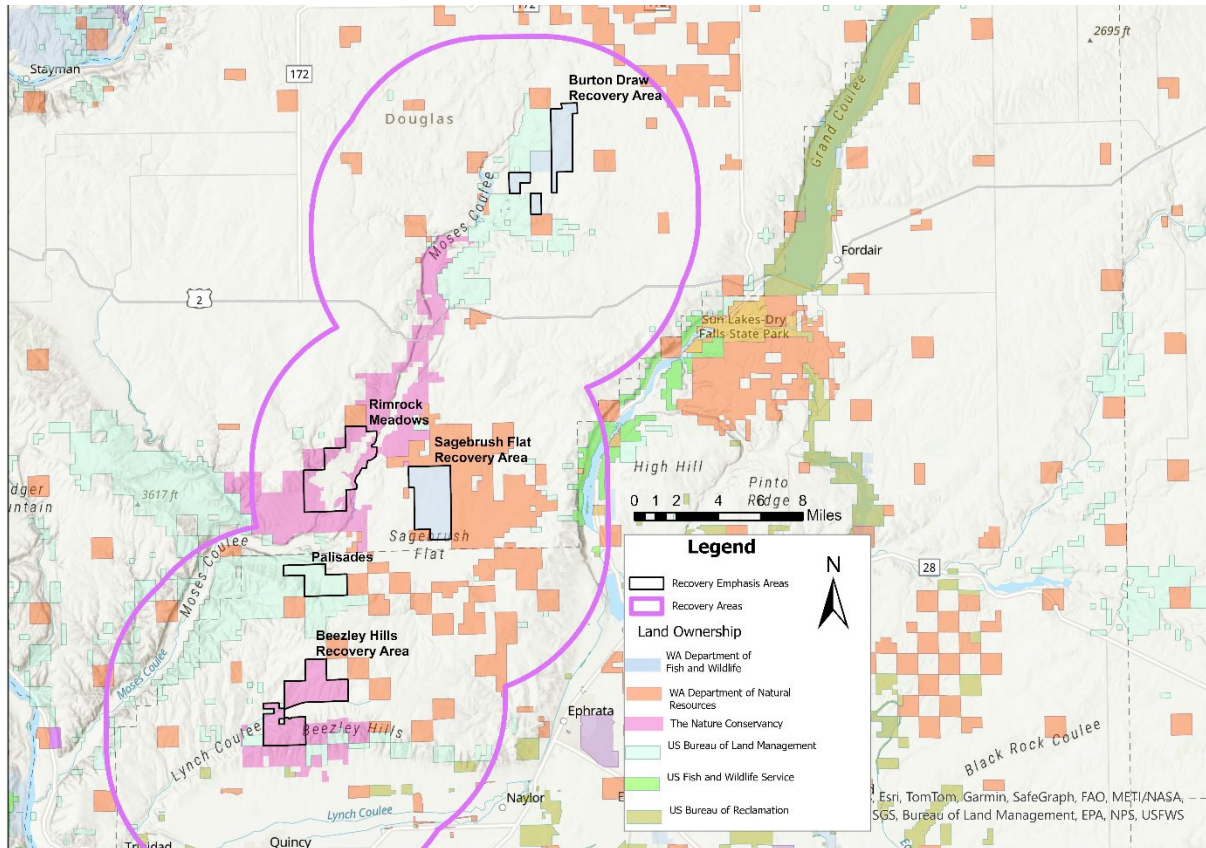 172
172
2695 ft
Stayman
172
Burton Draw
Recovery Area
Douglas
Grand Coulee
Moses Coulee
Fordair
2
Sun Lakes-Dry
Falls State Park
Rimrock
Meadows
Sagebrush Flat
Recovery Area
High Hill
Pinto
Ridge
3617 ft
0 1 2 4 6 8
Miles
Sagebrush
Flat
Moses Coulee
Palisades
28
Beezley Hills
Recovery Area
Moses Coulee
Lynch Coulee
Beezley Hills
Ephrata
Black Rock Coulee
Naylor
Lynch Coulee
Quincy
Legend
N
Recovery Emphasis Areas
Recovery Areas
Land Ownership
WA Department of
Fish and Wildlife
WA Department of Natural
Resources
The Nature Conservancy
US Bureau of Land Management
US Fish and Wildlife Service
US Bureau of Reclamation
Esri, TomTom, Garmin, SafeGraph, FAO, METI/NASA,
SGS, Bureau of Land Management, EPA, NPS, USFWS